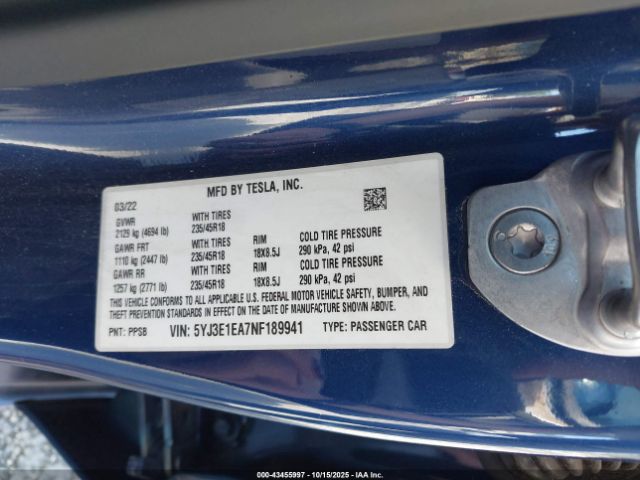 MFD BY TESLA, INC.
03/22
GVWR WITH TIRES
2129 kg (4694 lb) 235/45R18
GAWR FRT WITH TIRES RIM COLD TIRE PRESSURE
1110 kg (2447 lb) 235/45R18 18X8.5J 290 kPa, 42 psi
GAWR RR WITH TIRES RIM COLD TIRE PRESSURE
1257 kg (2771 lb) 235/45R18 18X8.5J 290 kPa, 42 psi
THIS VEHICLE CONFORMS TO ALL APPLICABLE U.S. FEDERAL MOTOR VEHICLE SAFETY, BUMPER, AND
THEFT PREVENTION STANDARDS IN EFFECT ON THE DATE OF MANUFACTURE SHOWN ABOVE.
PNT: PPSB VIN: 5YJ3E1EA7NF189941 TYPE: PASSENGER CAR
000-43455997 · 10/15/2025 · IAA Inc.